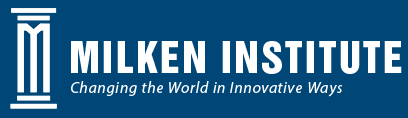 MILKEN INSTITUTE
Changing the World in Innovative Ways